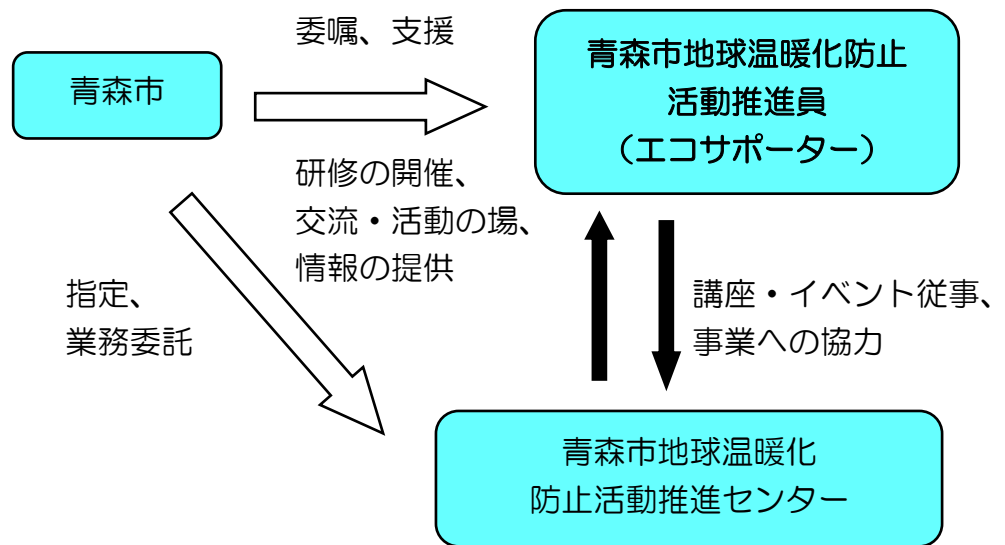 委嘱、支援
青森市
青森市地球温暖化防止
活動推進員
（エコサポーター）
研修の開催、
交流・活動の場、
情報の提供
指定、
業務委託
講座・イベント従事、
事業への協力
青森市地球温暖化
防止活動推進センター